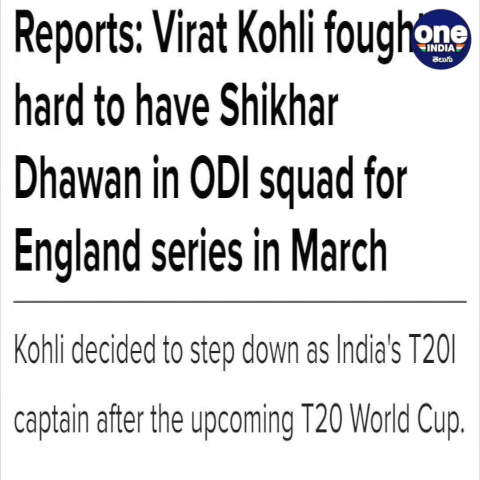 Reports: Virat Kohli fought
one
INDIA
తెలుగు
hard to have Shikhar
Dhawan in ODI squad for
England series in March
Kohli decided to step down as India's T20I
captain after the upcoming T20 World Cup.